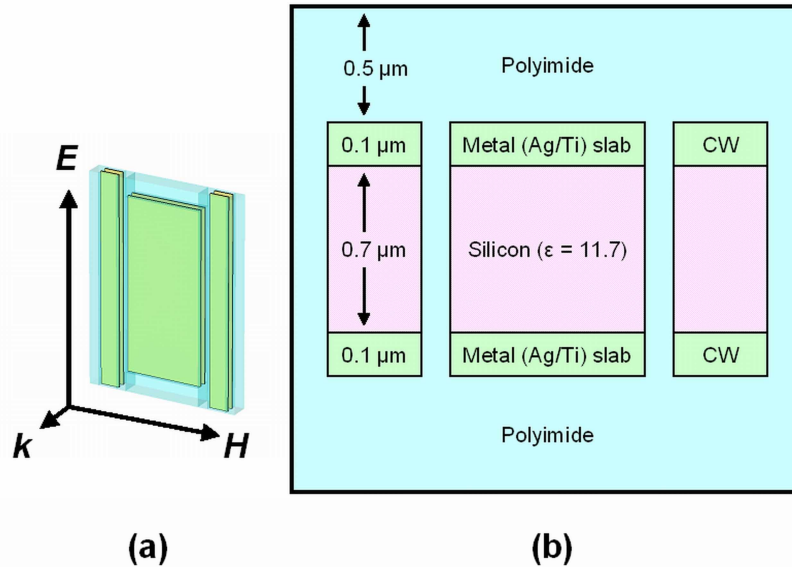 E
k
H
(a)
0.5 μm
Polyimide
0.1 μm
Metal (Ag/Ti) slab
CW
0.7 μm
Silicon (ε = 11.7)
0.1 μm
Metal (Ag/Ti) slab
CW
Polyimide
(b)